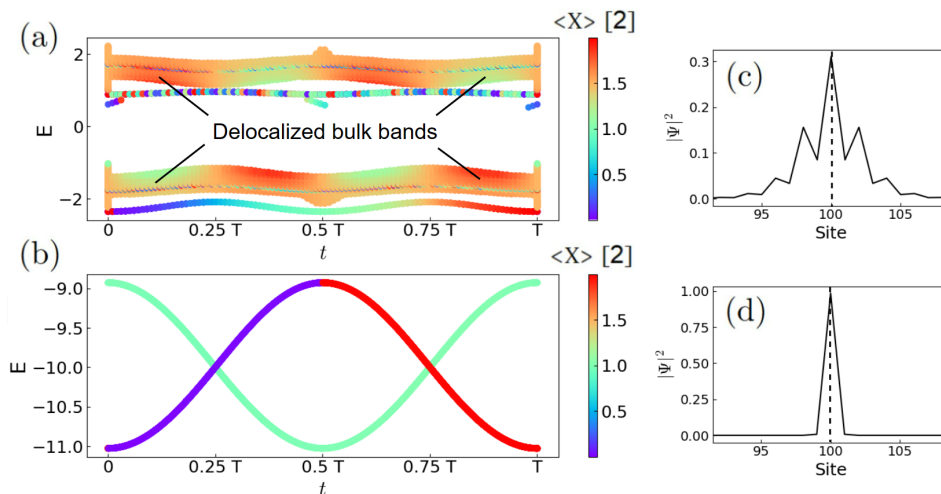 (a)
<X> [2]
E
2
0
−2
Delocalized bulk bands
0
0.25 T
0.5 T
0.75 T
T
t
1.5
1.0
0.5
(b)
<X> [2]
E
−9.0
−9.5
−10.0
−10.5
−11.0
0
0.25 T
0.5 T
0.75 T
T
t
1.5
1.0
0.5
(c)
|Ψ|²
0.3
0.2
0.1
0.0
95
100
105
Site
(d)
|Ψ|²
1.00
0.75
0.50
0.25
0.00
95
100
105
Site